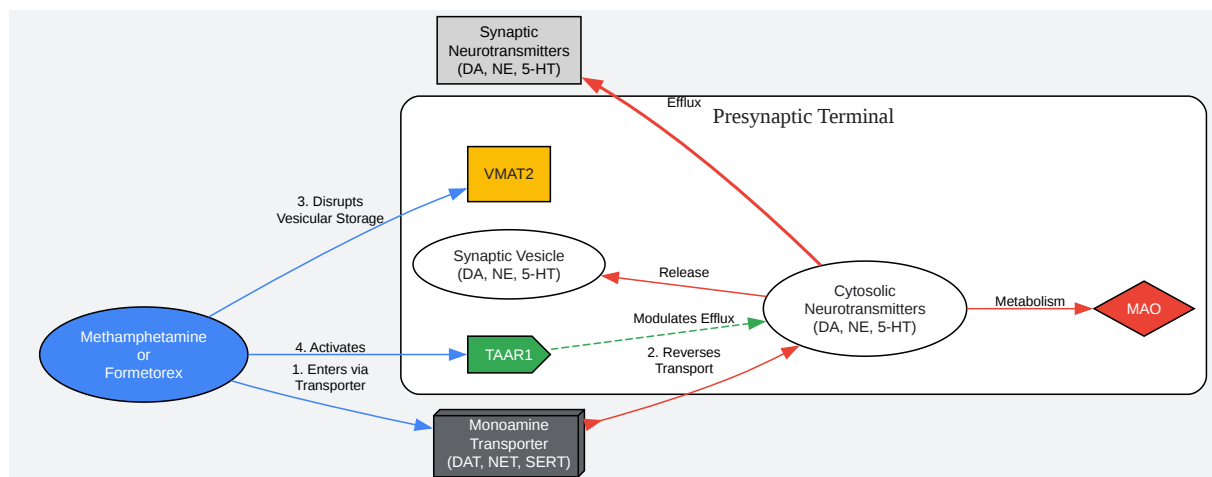 Synaptic
Neurotransmitters
(DA, NE, 5-HT)
Efflux
Presynaptic Terminal
VMAT2
3. Disrupts
Vesicular Storage
Synaptic Vesicle
(DA, NE, 5-HT)
Release
Cytosolic
Neurotransmitters
(DA, NE, 5-HT)
Metabolism
MAO
Methamphetamine
or
Formetorex
4. Activates
TAAR1
Modulates Efflux
1. Enters via
Transporter
2. Reverses
Transport
Monoamine
Transporter
(DAT, NET, SERT)